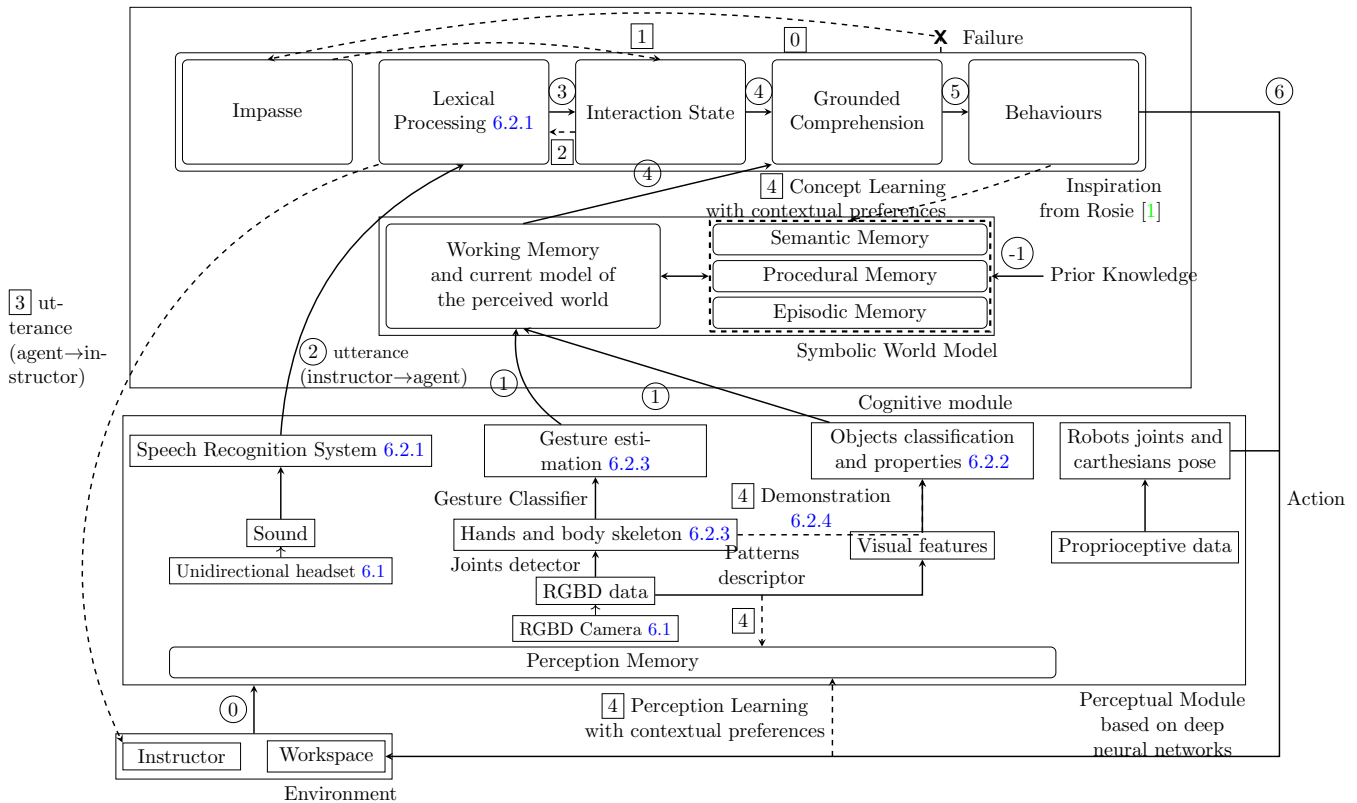 1
0
X Failure
Impasse
Lexical
Processing 6.2.1
3
2
Interaction State
4
Grounded
Comprehension
5
Behaviours
6
4
4 Concept Learning
with contextual preferences
Inspiration
from Rosie [1]
Working Memory
and current model of
the perceived world
Semantic Memory
Procedural Memory
Episodic Memory
-1
Prior Knowledge
Symbolic World Model
3 ut-
terance
(agent→in-
structor)
2 utterance
(instructor→agent)
1
1
Cognitive module
Speech Recognition System 6.2.1
Gesture esti-
mation 6.2.3
Objects classification
and properties 6.2.2
Robots joints and
carthesians pose
Gesture Classifier
4 Demonstration
6.2.4
Action
Sound
Hands and body skeleton 6.2.3
Visual features
Proprioceptive data
Unidirectional headset 6.1
Joints detector
Patterns
descriptor
RGBD data
4
RGBD Camera 6.1
Perception Memory
0
4 Perception Learning
with contextual preferences
Perceptual Module
based on deep
neural networks
Instructor
Workspace
Environment